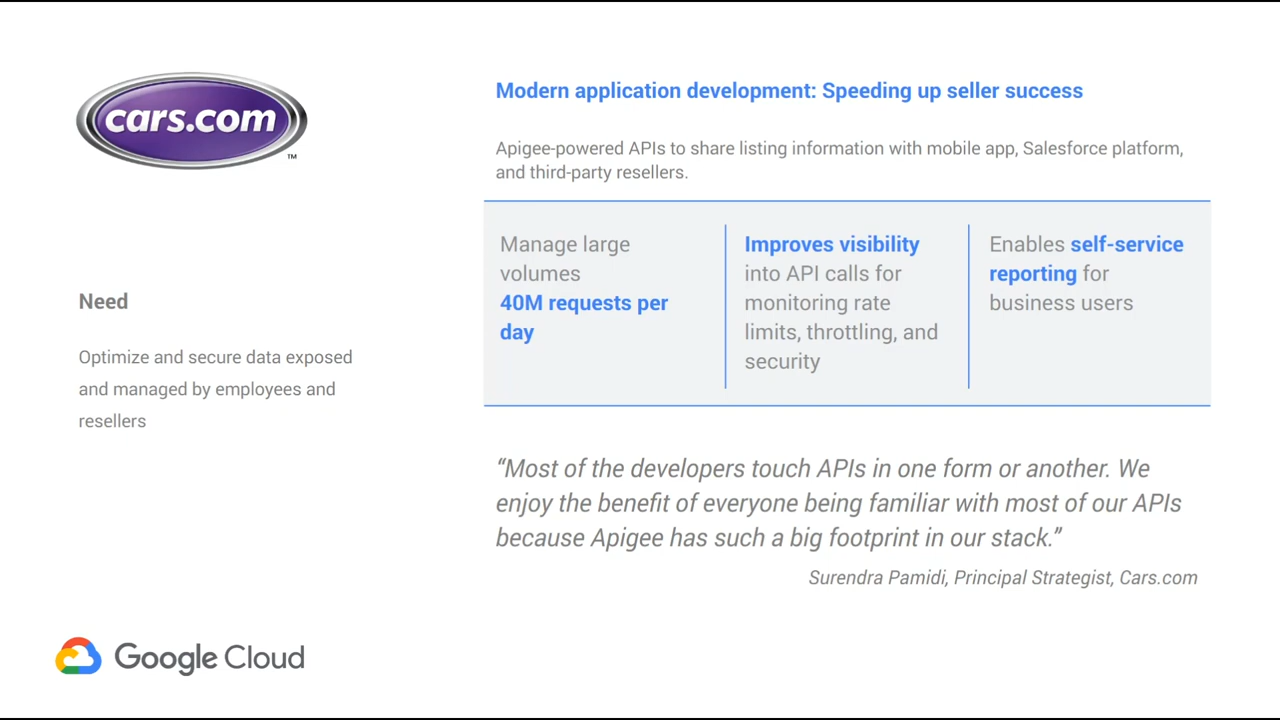 cars.com
™
Need
Optimize and secure data exposed
and managed by employees and
resellers
Modern application development: Speeding up seller success
Apigee-powered APIs to share listing information with mobile app, Salesforce platform,
and third-party resellers.
Manage large
volumes
40M requests per
day
Improves visibility
into API calls for
monitoring rate
limits, throttling, and
security
Enables self-service
reporting for
business users
“Most of the developers touch APIs in one form or another. We
enjoy the benefit of everyone being familiar with most of our APIs
because Apigee has such a big footprint in our stack.”
Surendra Pamidi, Principal Strategist, Cars.com
Google Cloud